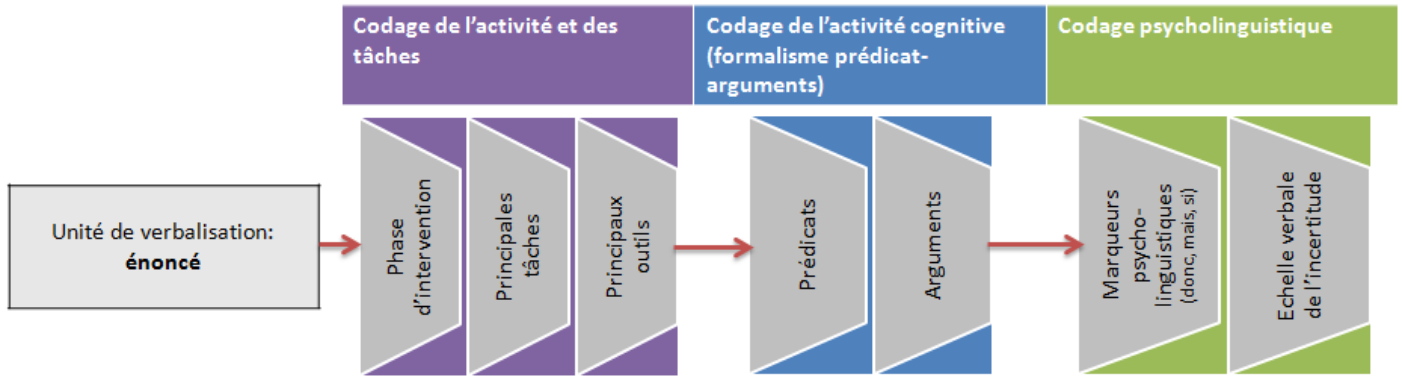 Codage de l’activité et des
tâches
Codage de l’activité cognitive
(formalisme prédicat-
arguments)
Codage psycholinguistique
Unité de verbalisation:
énoncé
Phase
d’intervention
Principales
tâches
Principaux
outils
Prédicats
Arguments
Marqueurs
psycho-
linguistiques
(donc, mais, si)
Echelle verbale
de l’incertitude